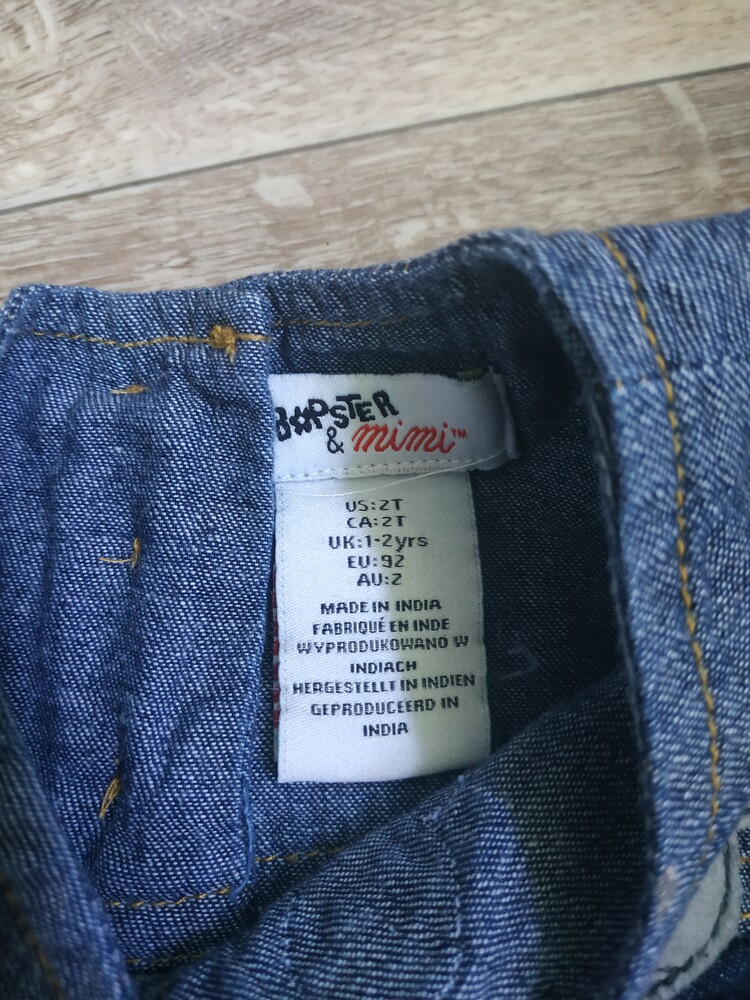 BOPSTER
& mimi™
US:2T
CA:2T
UK:1-2yrs
EU:92
AU:2
MADE IN INDIA
FABRIQUÉ EN INDE
WYPRODUKOWANO W
INDIACH
HERGESTELLT IN INDIEN
GEPRODUCEERD IN
INDIA